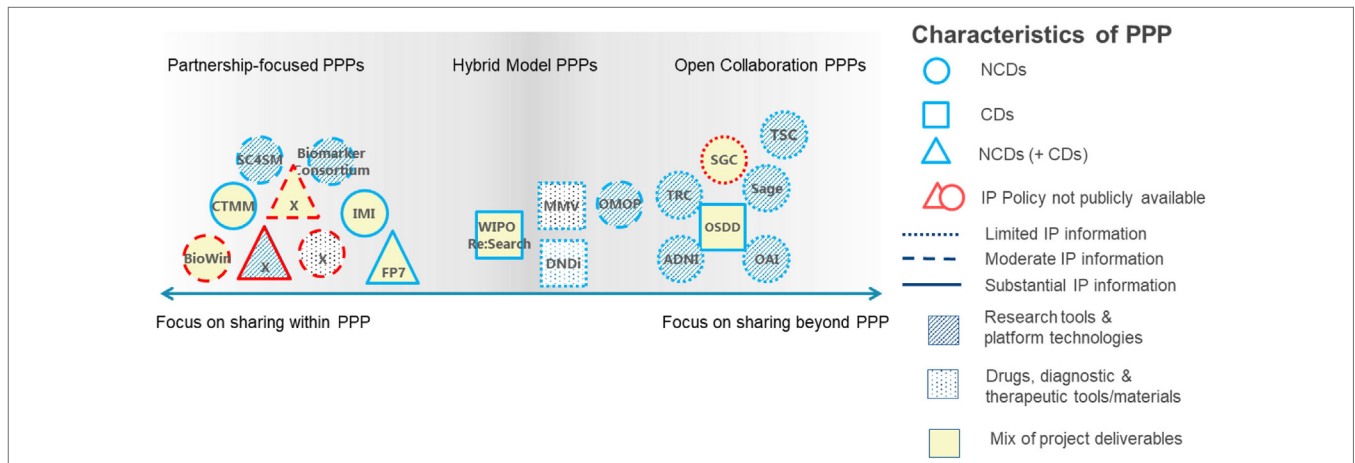 Characteristics of PPP
Partnership-focused PPPs
Hybrid Model PPPs
Open Collaboration PPPs
NCDs
CDs
NCDs (+ CDs)
IP Policy not publicly available
Limited IP information
Moderate IP information
Substantial IP information
Research tools &
platform technologies
Drugs, diagnostic &
therapeutic tools/materials
Mix of project deliverables
SC4SM
Biomarker
Consortium
CTMM
X
IMI
BioWin
X
X
FP7
WIPO
Re:Search
MMV
OMOP
DNDi
TSC
SGC
TRC
Sage
OSDD
ADNI
OAI
Focus on sharing within PPP
Focus on sharing beyond PPP